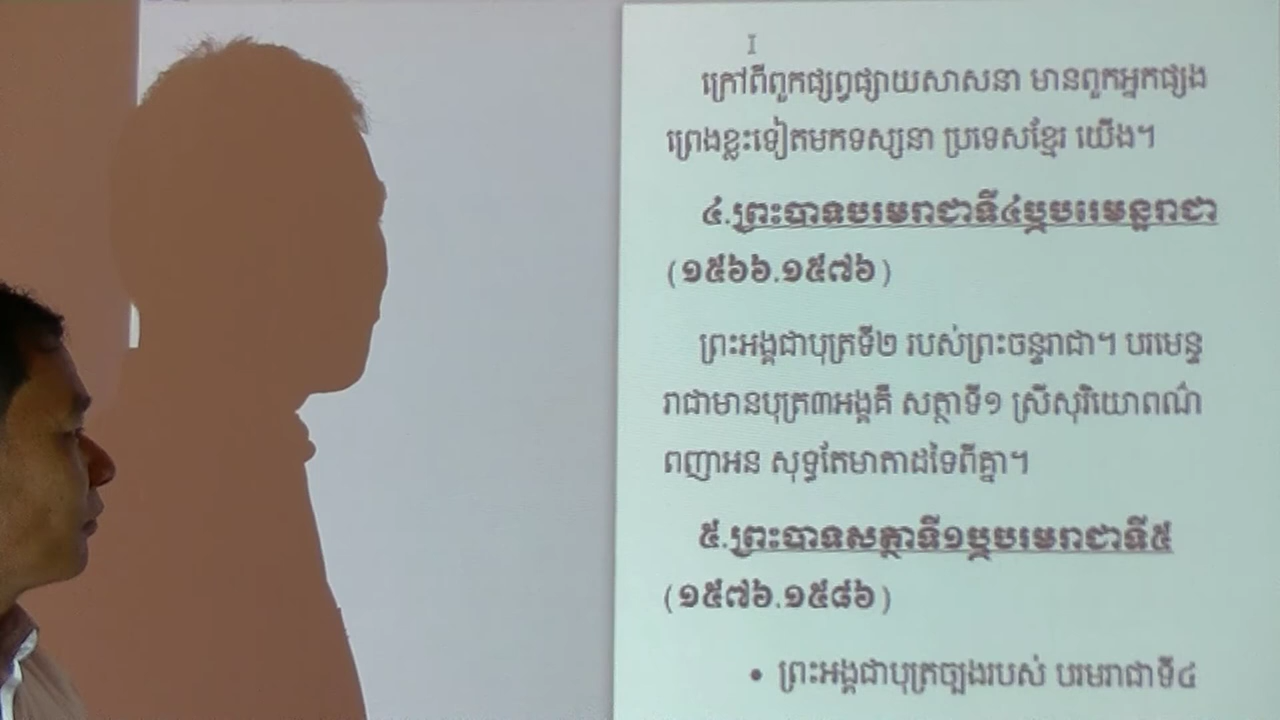 ក្រៅពីពួកផ្សព្វផ្សាយសាសនា មានពួកអ្នកផ្សង
ព្រេងខ្លះទៀតមកទស្សនា ប្រទេសខ្មែរ យើង។
៤.ព្រះបាទបរមរាជាទី៤ឬបរមេន្ទរាជា
(១៥៦៦.១៥៧៦)
ព្រះអង្គជាបុត្រទី២ របស់ព្រះចន្ទរាជា។ បរមេន្ទ
រាជាមានបុត្រ៣អង្គគឺ សត្ថាទី១ ស្រីសុរិយោពណ៌
ពញាអន សុទ្ធតែមាតាដទៃពីគ្នា។
៥.ព្រះបាទសត្ថាទី១ឬបរមរាជាទី៥
(១៥៧៦.១៥៨៦)
• ព្រះអង្គជាបុត្រច្បងរបស់ បរមរាជាទី៤